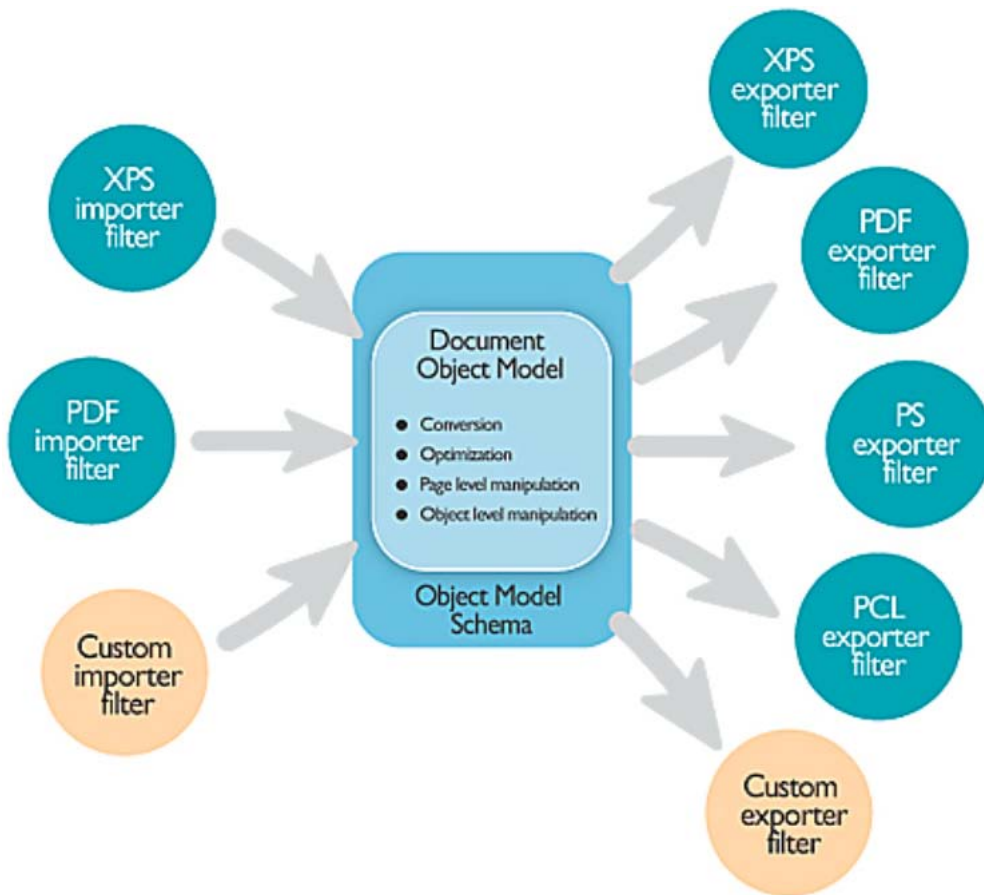 XPS
importer
filter
PDF
importer
filter
Custom
importer
filter
Document
Object Model
● Conversion
● Optimization
● Page level manipulation
● Object level manipulation
Object Model
Schema
XPS
exporter
filter
PDF
exporter
filter
PS
exporter
filter
PCL
exporter
filter
Custom
exporter
filter